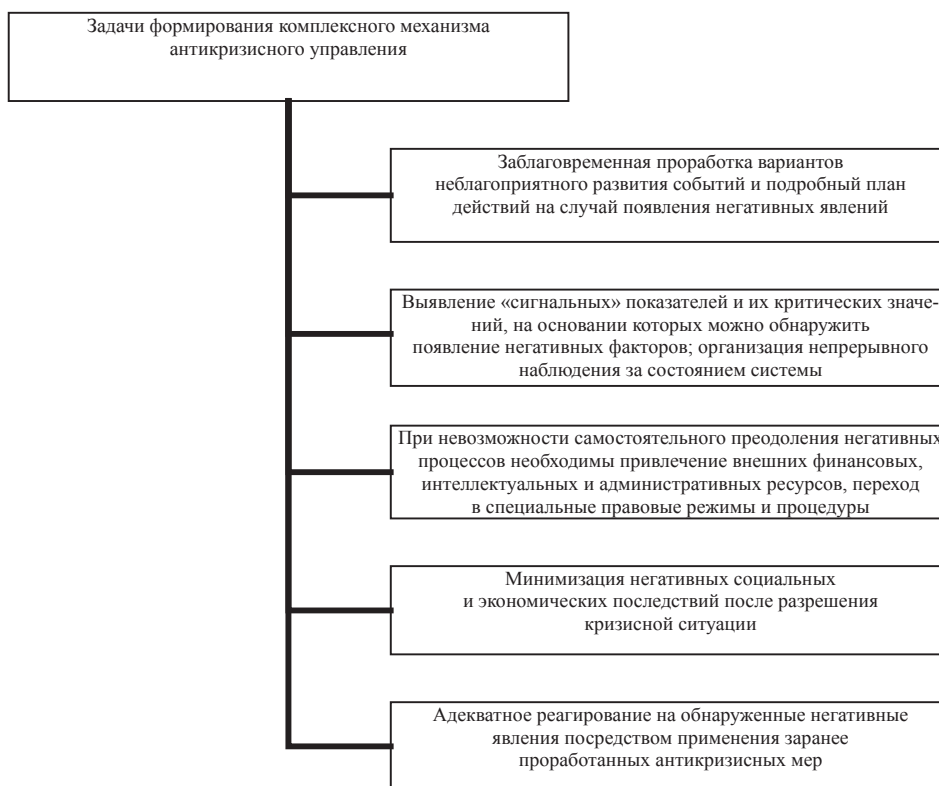 Задачи формирования комплексного механизма
антикризисного управления
Заблаговременная проработка вариантов
неблагоприятного развития событий и подробный план
действий на случай появления негативных явлений
Выявление «сигнальных» показателей и их критических значе-
ний, на основании которых можно обнаружить
появление негативных факторов; организация непрерывного
наблюдения за состоянием системы
При невозможности самостоятельного преодоления негативных
процессов необходимы привлечение внешних финансовых,
интеллектуальных и административных ресурсов, переход
в специальные правовые режимы и процедуры
Минимизация негативных социальных
и экономических последствий после разрешения
кризисной ситуации
Адекватное реагирование на обнаруженные негативные
явления посредством применения заранее
проработанных антикризисных мер